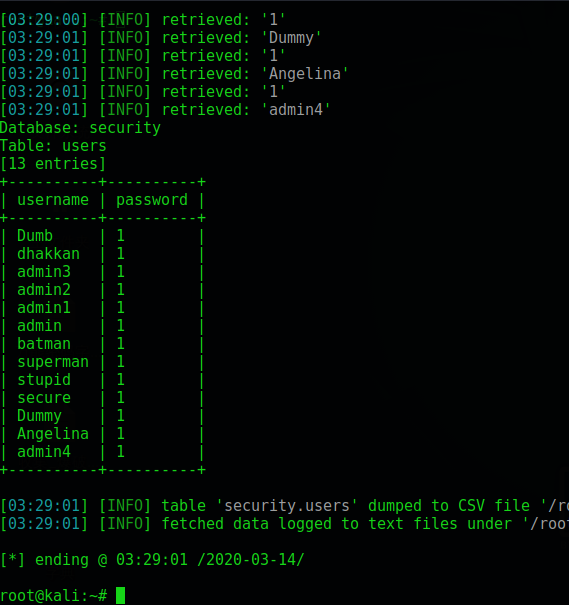 [03:29:00] [INFO] retrieved: '1'
[03:29:01] [INFO] retrieved: 'Dummy'
[03:29:01] [INFO] retrieved: '1'
[03:29:01] [INFO] retrieved: 'Angelina'
[03:29:01] [INFO] retrieved: '1'
[03:29:01] [INFO] retrieved: 'admin4'
Database: security
Table: users
[13 entries]
+----------+----------+
| username | password |
+----------+----------+
| Dumb     | 1        |
| dhakkan  | 1        |
| admin3   | 1        |
| admin2   | 1        |
| admin1   | 1        |
| admin    | 1        |
| batman   | 1        |
| superman | 1        |
| stupid   | 1        |
| secure   | 1        |
| Dummy    | 1        |
| Angelina | 1        |
| admin4   | 1        |
+----------+----------+
[03:29:01] [INFO] table 'security.users' dumped to CSV file '/ro
[03:29:01] [INFO] fetched data logged to text files under '/root
[*] ending @ 03:29:01 /2020-03-14/
root@kali:~#